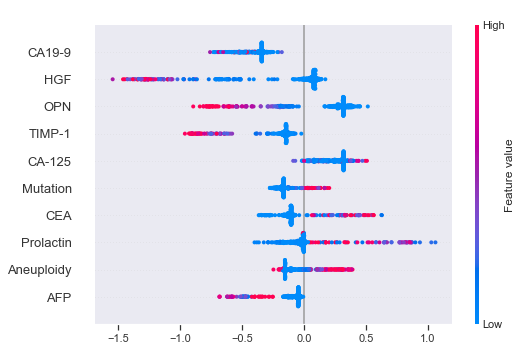 High
CA19-9
HGF
OPN
TIMP-1
CA-125
Mutation
CEA
Prolactin
Aneuploidy
AFP
Feature value
Low
−1.5 −1.0 −0.5 0.0 0.5 1.0